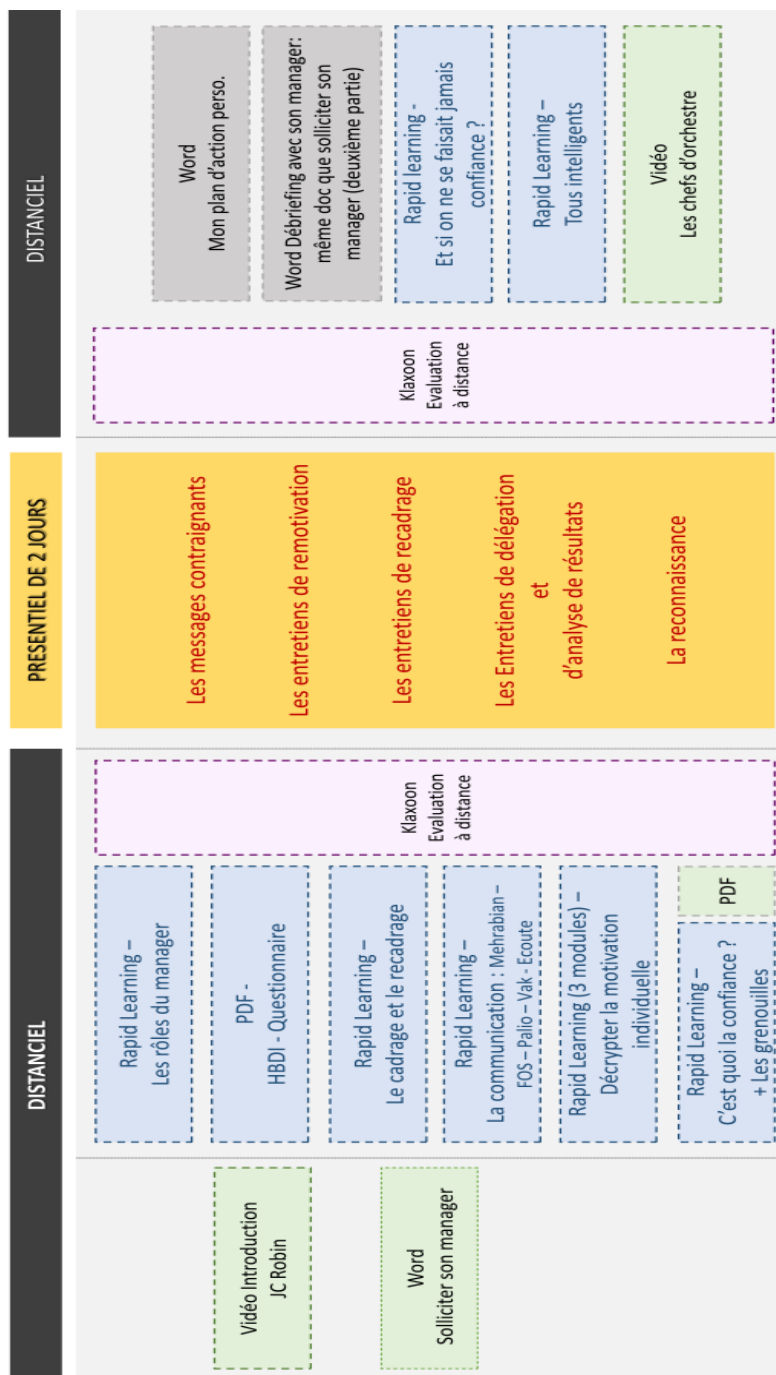 DISTANCIEL
PRESENTIEL DE 2 JOURS
DISTANCIEL
Vidéo Introduction
JC Robin
Word
Solliciter son manager
Rapid Learning –
Les rôles du manager
PDF -
HBDI - Questionnaire
Rapid Learning –
Le cadrage et le recadrage
Rapid Learning –
La communication : Mehrabian –
FOS – Palio – Vak - Ecoute
Rapid Learning (3 modules) –
Décrypter la motivation
individuelle
Rapid Learning –
C'est quoi la confiance ?
+ Les grenouilles
PDF
Klaxoon
Evaluation
à distance
Les messages contraignants
Les entretiens de remotivation
Les entretiens de recadrage
Les Entretiens de délégation
et
d'analyse de résultats
La reconnaissance
Klaxoon
Evaluation
à distance
Word
Mon plan d'action perso.
Word Débriefing avec son manager:
même doc que solliciter son
manager (deuxième partie)
Rapid learning -
Et si on ne se faisait jamais
confiance ?
Rapid Learning –
Tous intelligents
Vidéo
Les chefs d'orchestre